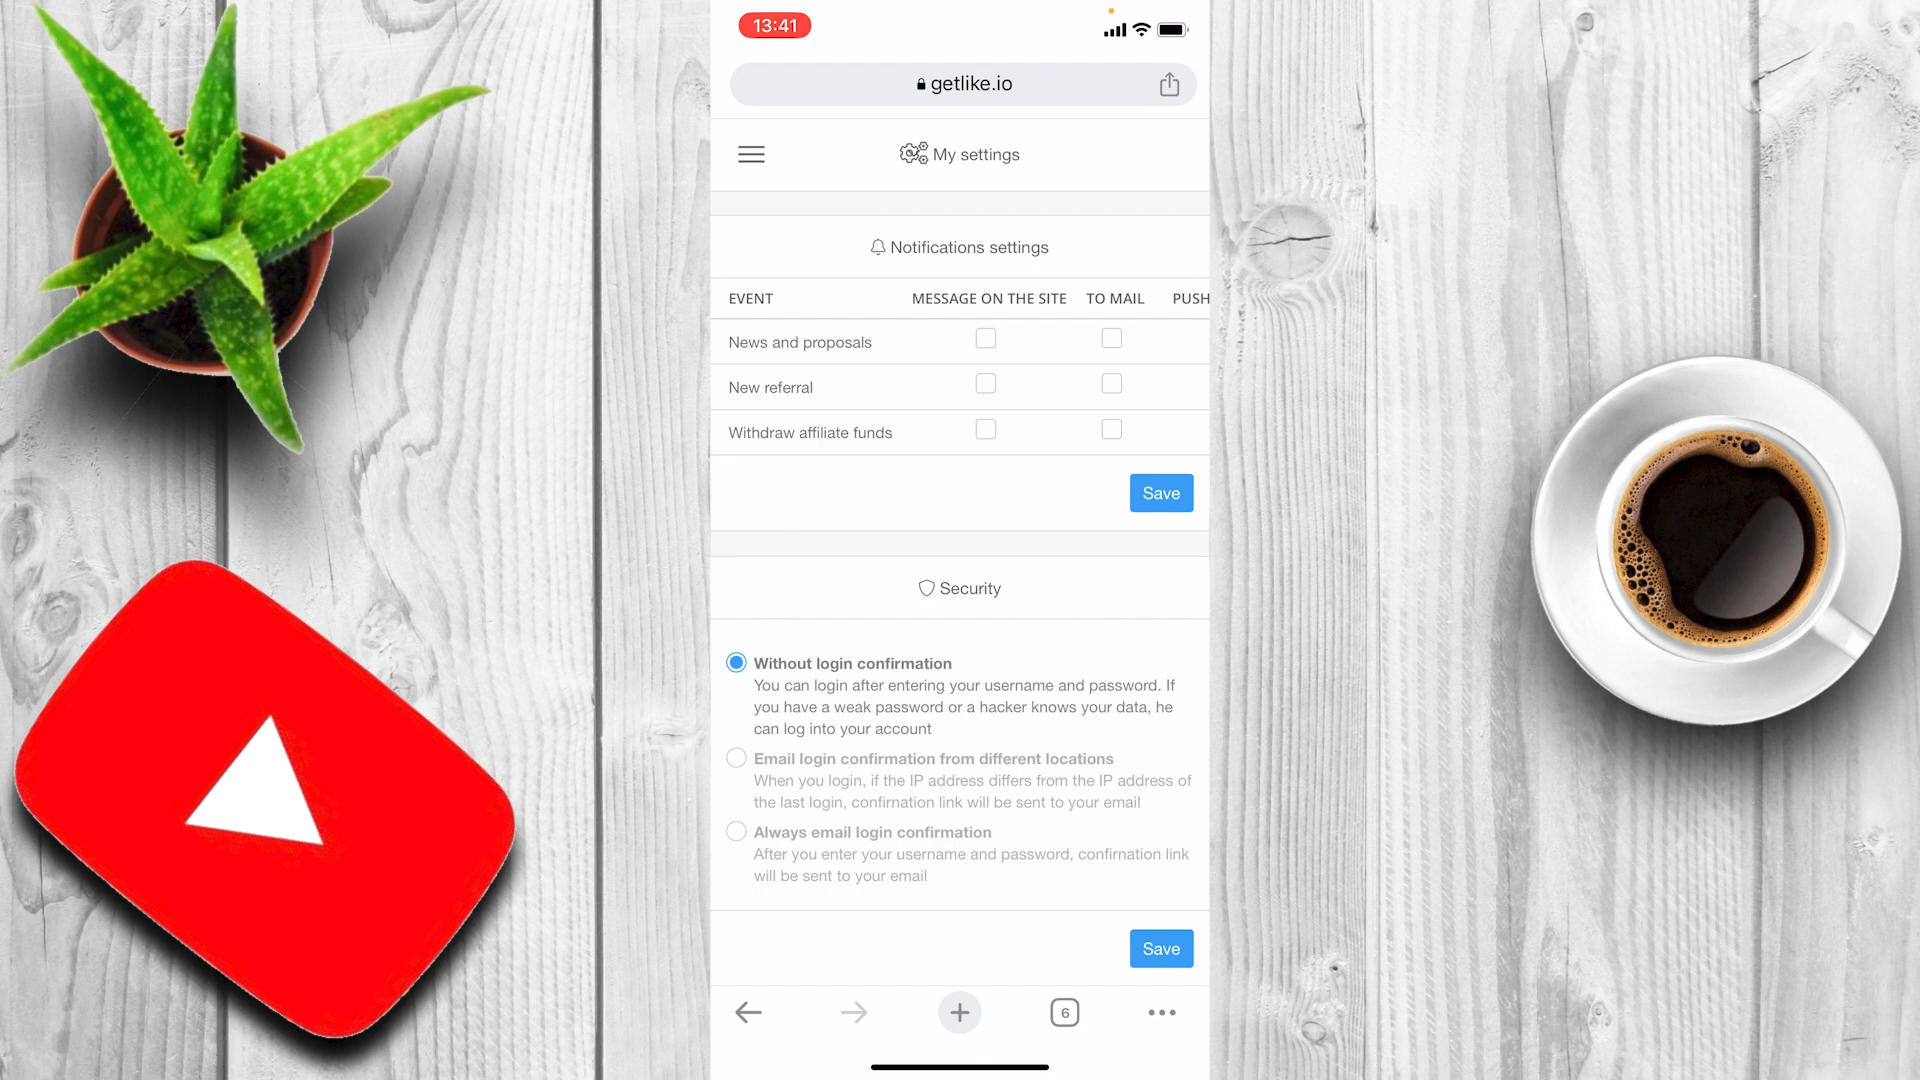 13:41
getlike.io
My settings
Notifications settings
EVENT MESSAGE ON THE SITE TO MAIL PUSH
News and proposals
New referral
Withdraw affiliate funds
Save
Security
Without login confirmation
You can login after entering your username and password. If
you have a weak password or a hacker knows your data, he
can log into your account
Email login confirmation from different locations
When you login, if the IP address differs from the IP address of
the last login, confirnation link will be sent to your email
Always email login confirmation
After you enter your username and password, confirnation link
will be sent to your email
Save
6